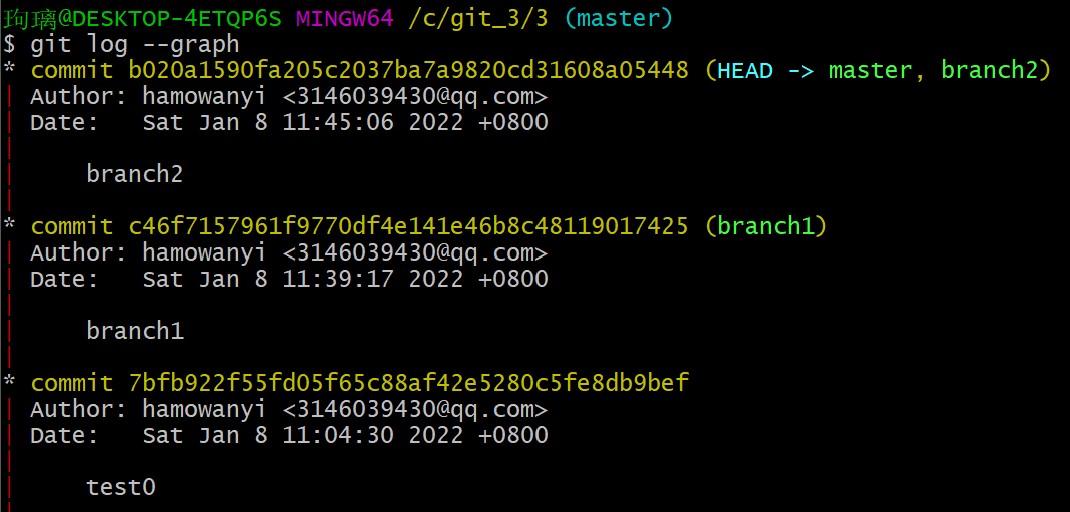 玽璃@DESKTOP-4ETQP6S MINGW64 /c/git_3/3 (master)
$ git log --graph
* commit b020a1590fa205c2037ba7a9820cd31608a05448 (HEAD -> master, branch2)
| Author: hamowanyi <3146039430@qq.com>
| Date:   Sat Jan 8 11:45:06 2022 +0800
|
|     branch2
|
* commit c46f7157961f9770df4e141e46b8c48119017425 (branch1)
| Author: hamowanyi <3146039430@qq.com>
| Date:   Sat Jan 8 11:39:17 2022 +0800
|
|     branch1
|
* commit 7bfb922f55fd05f65c88af42e5280c5fe8db9bef
| Author: hamowanyi <3146039430@qq.com>
| Date:   Sat Jan 8 11:04:30 2022 +0800
|
|     test0
|